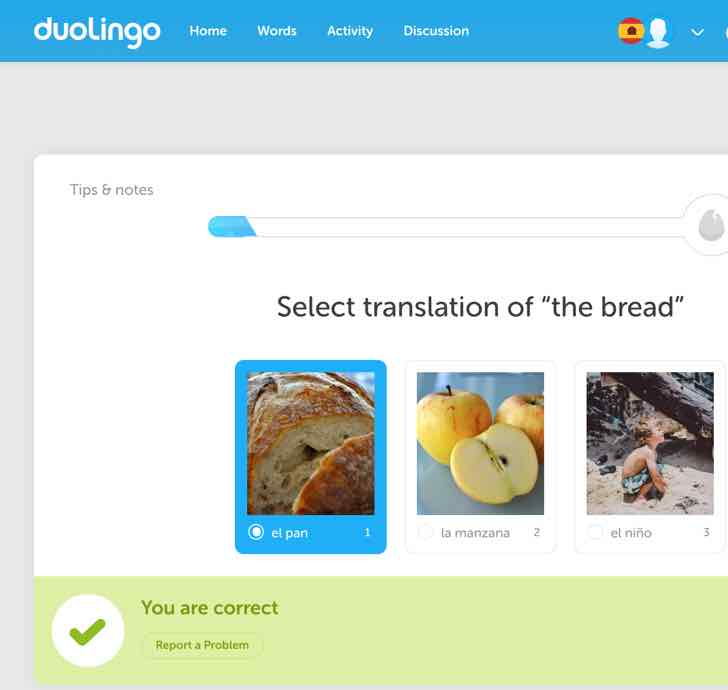 duolingo Home Words Activity Discussion
Tips & notes
Select translation of “the bread”
el pan 1 la manzana 2 el niño 3
You are correct
Report a Problem